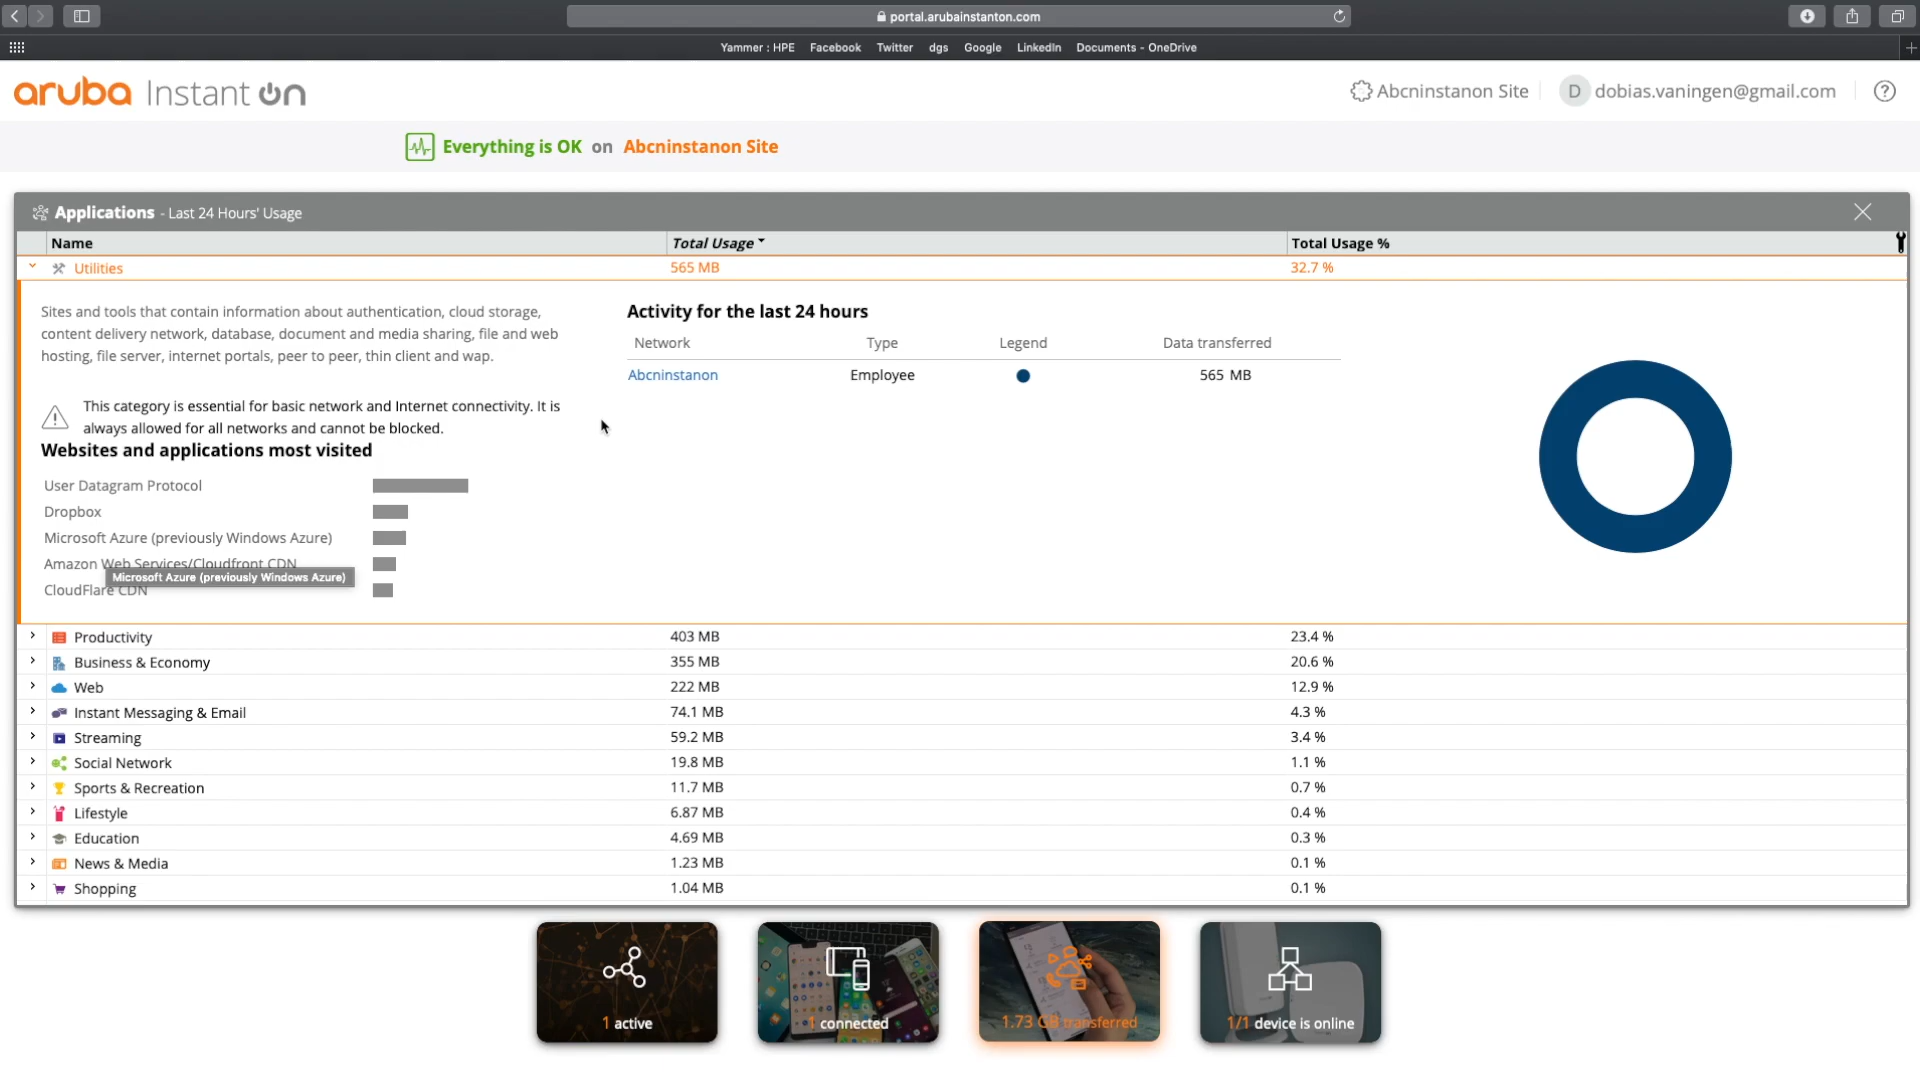 portal.arubainstanton.com
Yammer : HPE Facebook Twitter dgs Google LinkedIn Documents - OneDrive
aruba Instant On
Abcninstanon Site D dobias.vaningen@gmail.com ?
Everything is OK on Abcninstanon Site
Applications - Last 24 Hours' Usage
Name Total Usage Total Usage %
Utilities 565 MB 32.7 %
Sites and tools that contain information about authentication, cloud storage,
content delivery network, database, document and media sharing, file and web
hosting, file server, internet portals, peer to peer, thin client and wap.
This category is essential for basic network and Internet connectivity. It is
always allowed for all networks and cannot be blocked.
Websites and applications most visited
User Datagram Protocol
Dropbox
Microsoft Azure (previously Windows Azure)
Amazon Web Services/Cloudfront CDN
Microsoft Azure (previously Windows Azure)
CloudFlare CDN
Activity for the last 24 hours
Network Type Legend Data transferred
Abcninstanon Employee 565 MB
Productivity 403 MB 23.4 %
Business & Economy 355 MB 20.6 %
Web 222 MB 12.9 %
Instant Messaging & Email 74.1 MB 4.3 %
Streaming 59.2 MB 3.4 %
Social Network 19.8 MB 1.1 %
Sports & Recreation 11.7 MB 0.7 %
Lifestyle 6.87 MB 0.4 %
Education 4.69 MB 0.3 %
News & Media 1.23 MB 0.1 %
Shopping 1.04 MB 0.1 %
1 active
1 connected
1.73 GB transferred
1/1 device is online